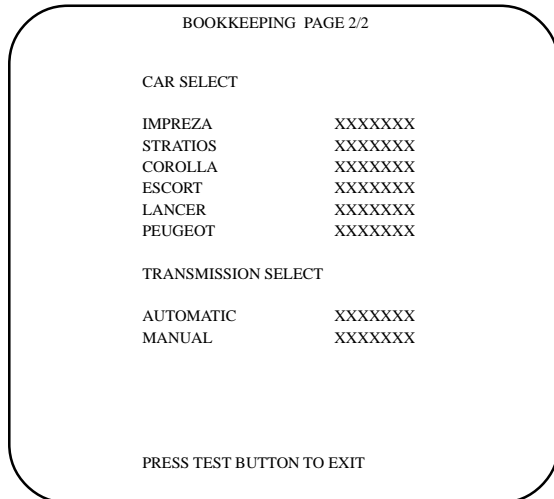 BOOKKEEPING PAGE 2/2
CAR SELECT
IMPREZA XXXXXXX
STRATIOS XXXXXXX
COROLLA XXXXXXX
ESCORT XXXXXXX
LANCER XXXXXXX
PEUGEOT XXXXXXX
TRANSMISSION SELECT
AUTOMATIC XXXXXXX
MANUAL XXXXXXX
PRESS TEST BUTTON TO EXIT